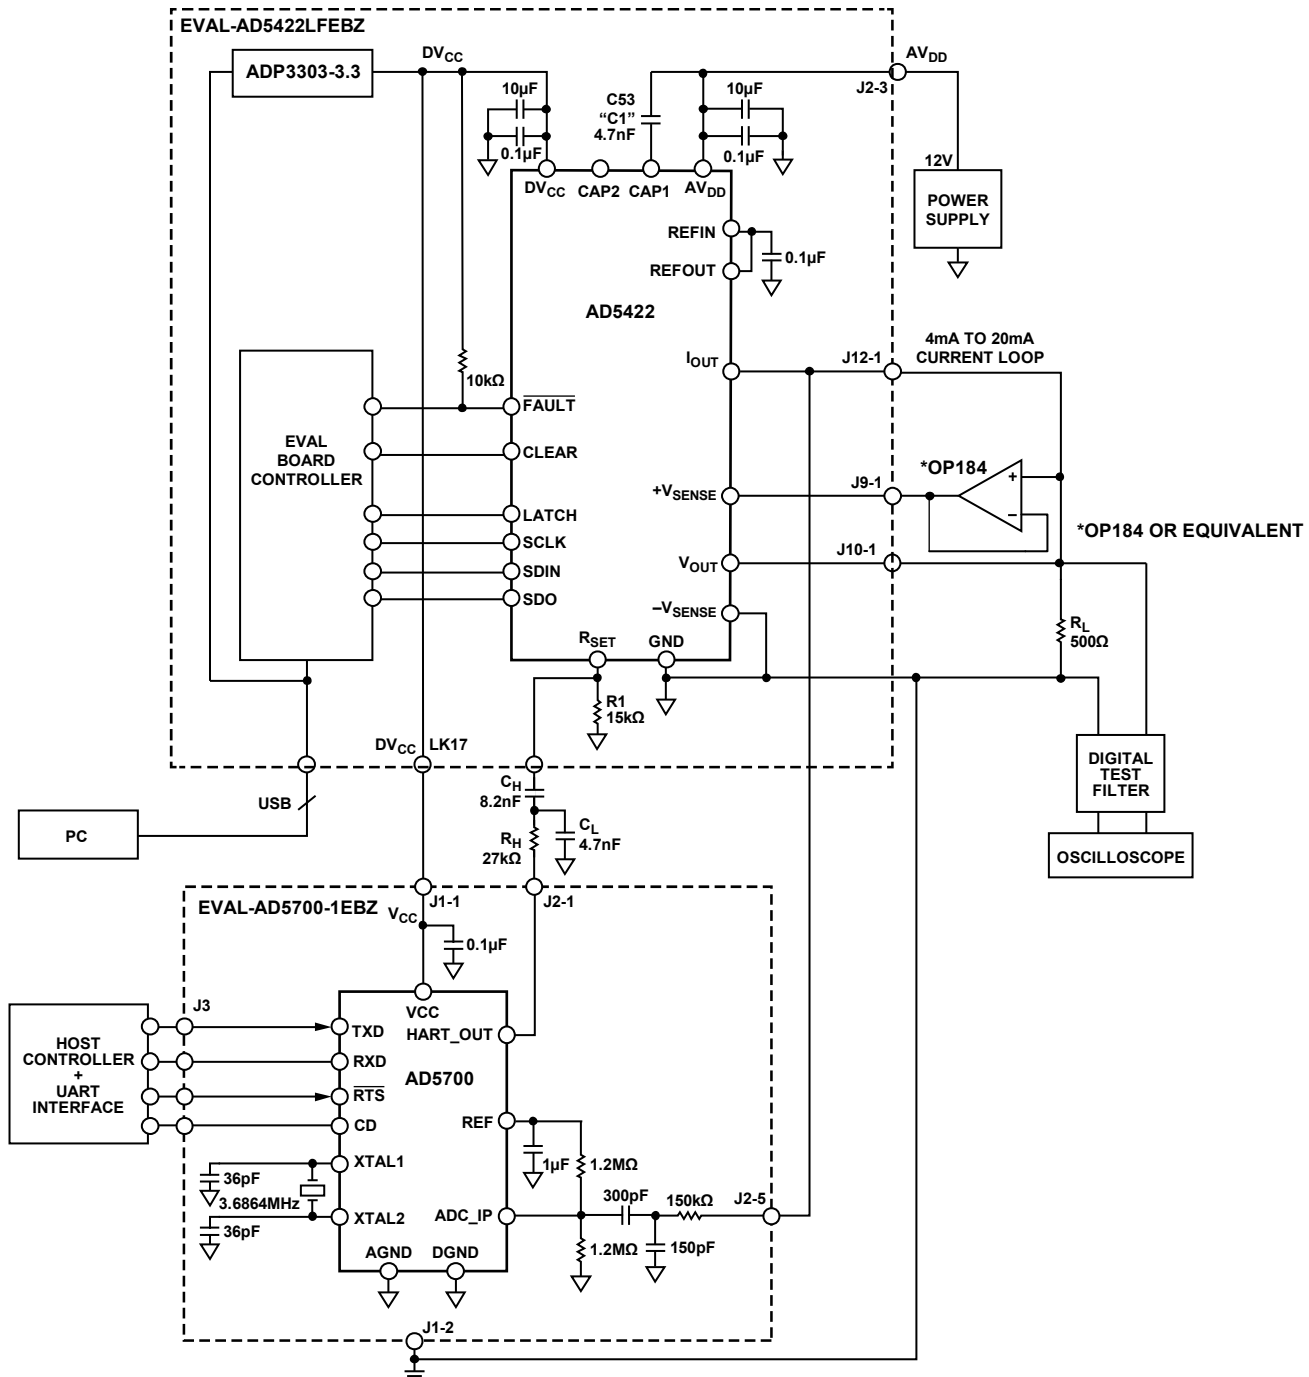 EVAL-AD5422LFEBZ
ADP3303-3.3
DVCC
AVDD
J2-3
10µF
0.1µF
C53
“C1”
4.7nF
10µF
0.1µF
12V
POWER
SUPPLY
DVCC
CAP2
CAP1
AVDD
REFIN
REFOUT
0.1µF
AD5422
4mA TO 20mA
CURRENT LOOP
IOUT
J12-1
10kΩ
EVAL
BOARD
CONTROLLER
FAULT
CLEAR
LATCH
SCLK
SDIN
SDO
+VSENSE
J9-1
*OP184
+
–
*OP184 OR EQUIVALENT
VOUT
J10-1
–VSENSE
RL
500Ω
RSET
GND
R1
15kΩ
DVCC
LK17
DIGITAL
TEST
FILTER
OSCILLOSCOPE
USB
PC
CH
8.2nF
RH
27kΩ
CL
4.7nF
J1-1
J2-1
EVAL-AD5700-1EBZ
VCC
0.1µF
J3
HOST
CONTROLLER
+
UART
INTERFACE
VCC
TXD
HART_OUT
RXD
AD5700
RTS
CD
REF
XTAL1
36pF
3.6864MHz
XTAL2
36pF
1µF
1.2MΩ
300pF
150kΩ
J2-5
ADC_IP
1.2MΩ
150pF
AGND
DGND
J1-2